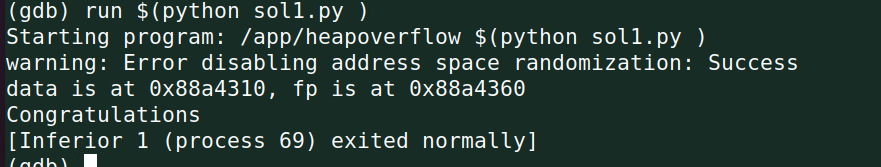 (gdb) run $(python sol1.py )
Starting program: /app/heapoverflow $(python sol1.py )
warning: Error disabling address space randomization: Success
data is at 0x88a4310, fp is at 0x88a4360
Congratulations
[Inferior 1 (process 69) exited normally]
(gdb)